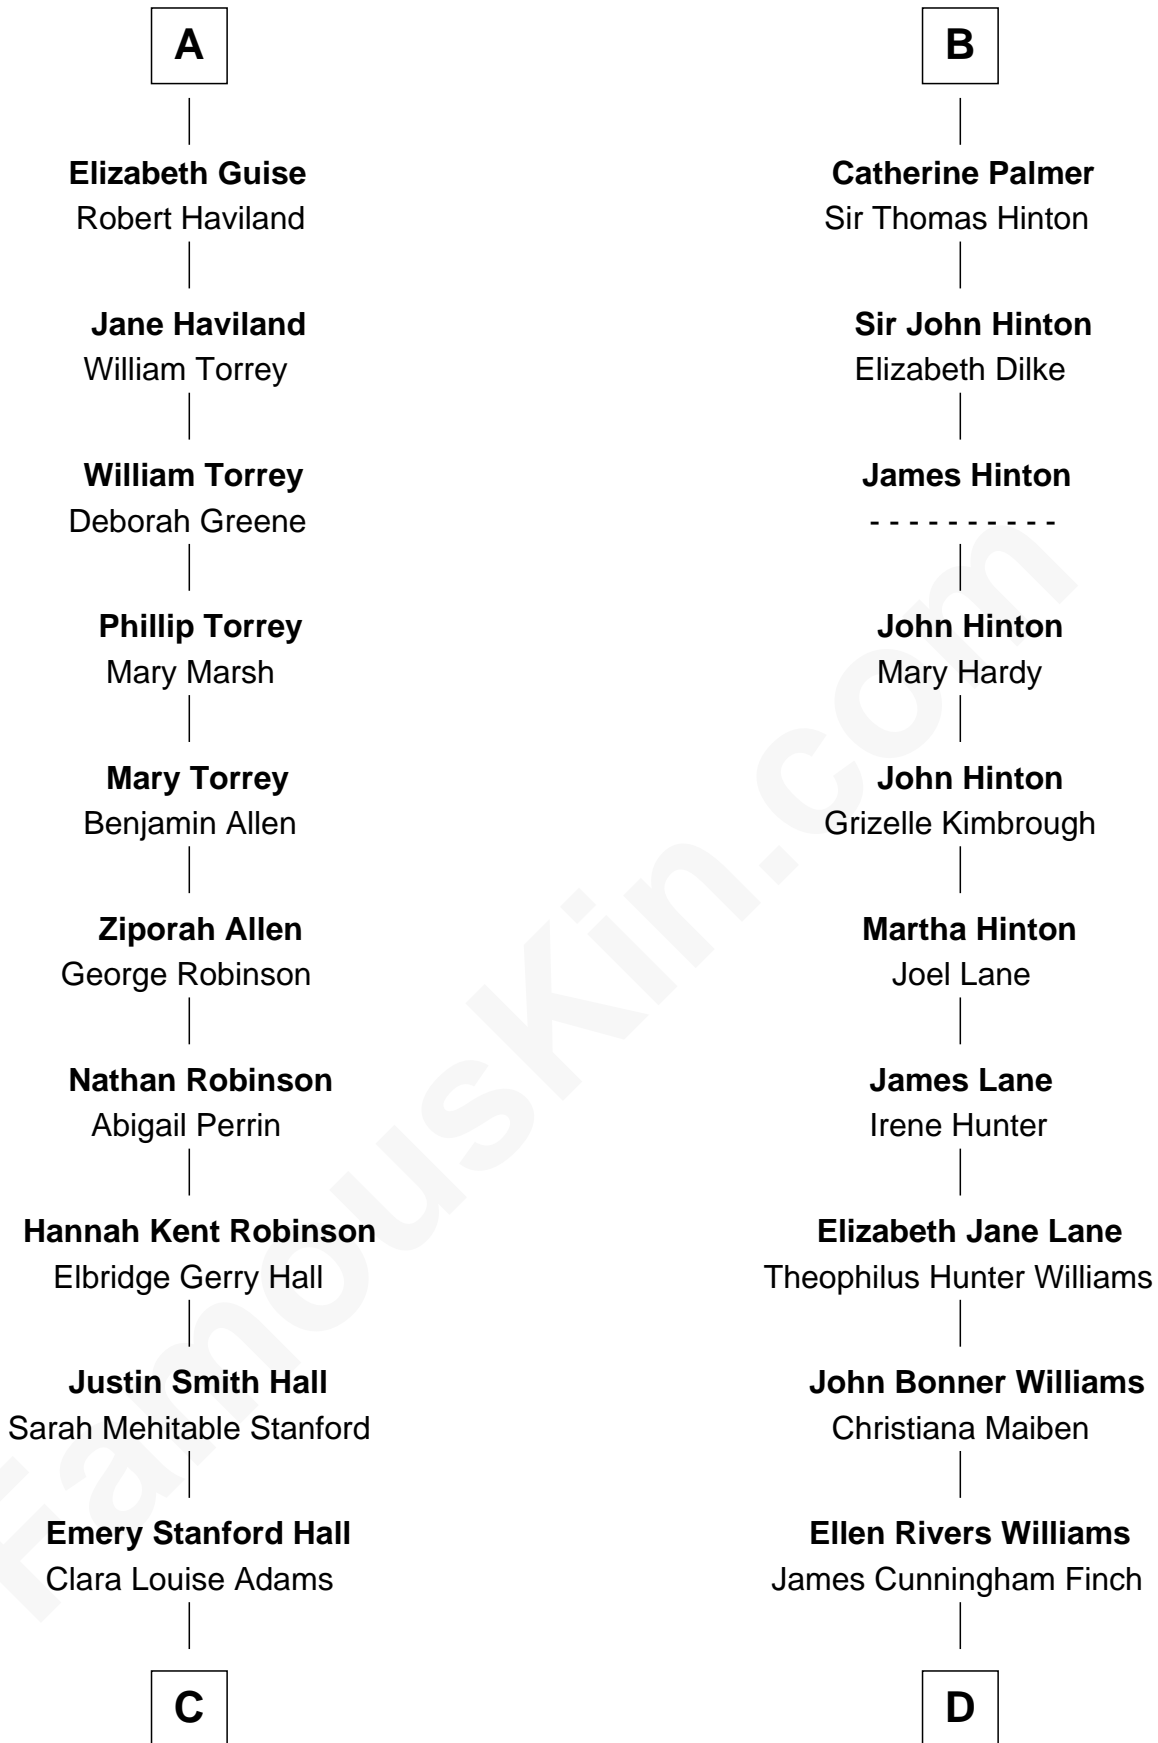 A
Elizabeth Guise
Robert Haviland
Jane Haviland
William Torrey
William Torrey
Deborah Greene
Phillip Torrey
Mary Marsh
Mary Torrey
Benjamin Allen
Ziporah Allen
George Robinson
Nathan Robinson
Abigail Perrin
Hannah Kent Robinson
Elbridge Gerry Hall
Justin Smith Hall
Sarah Mehitable Stanford
Emery Stanford Hall
Clara Louise Adams
C
B
Catherine Palmer
Sir Thomas Hinton
Sir John Hinton
Elizabeth Dilke
James Hinton
- - - - - - - - - -
John Hinton
Mary Hardy
John Hinton
Grizelle Kimbrough
Martha Hinton
Joel Lane
James Lane
Irene Hunter
Elizabeth Jane Lane
Theophilus Hunter Williams
John Bonner Williams
Christiana Maiben
Ellen Rivers Williams
James Cunningham Finch
D
FamousKin.com